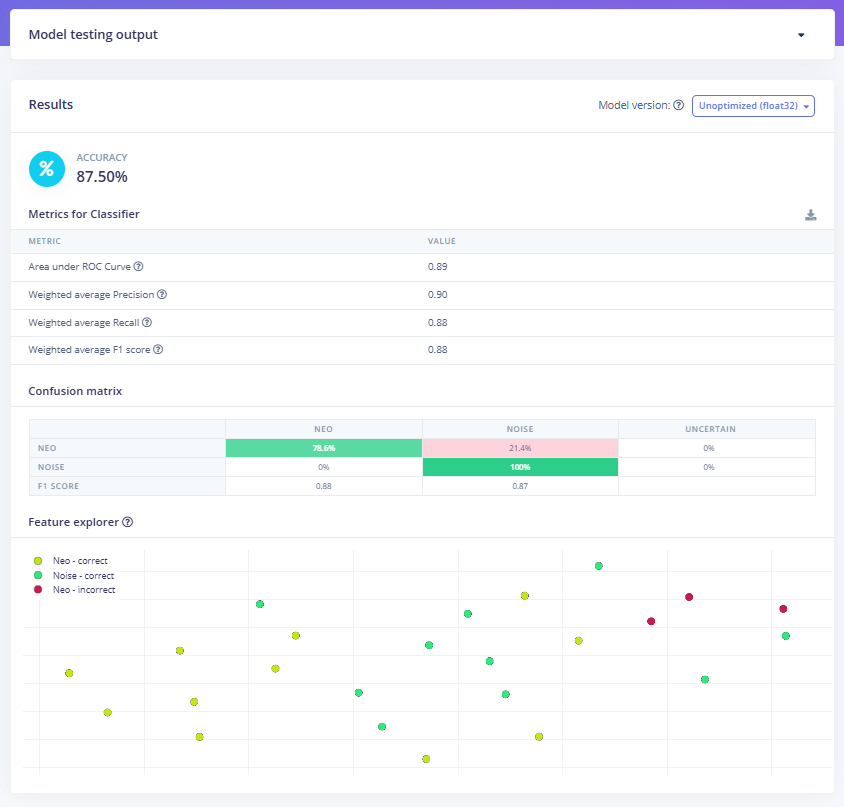 Model testing output
Results
Model version: Unoptimized (float32)
%
ACCURACY
87.50%
Metrics for Classifier
METRIC VALUE
Area under ROC Curve ? 0.89
Weighted average Precision ? 0.90
Weighted average Recall ? 0.88
Weighted average F1 score ? 0.88
Confusion matrix
NEO NOISE UNCERTAIN
NEO 78.6% 21.4% 0%
NOISE 0% 100% 0%
F1 SCORE 0.88 0.87
Feature explorer ?
Neo - correct
Noise - correct
Neo - incorrect